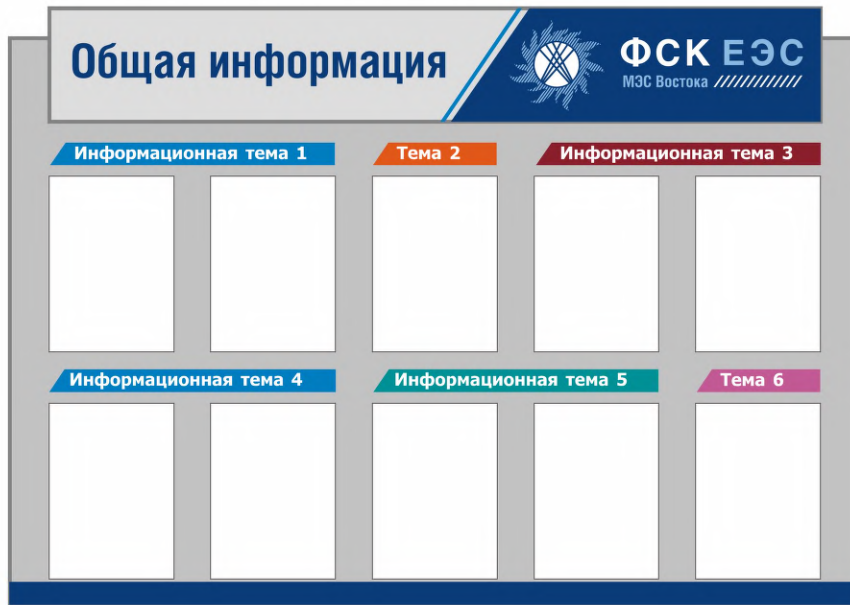 Общая информация
ФСК ЕЭС
МЭС Востока
Информационная тема 1
Тема 2
Информационная тема 3
Информационная тема 4
Информационная тема 5
Тема 6